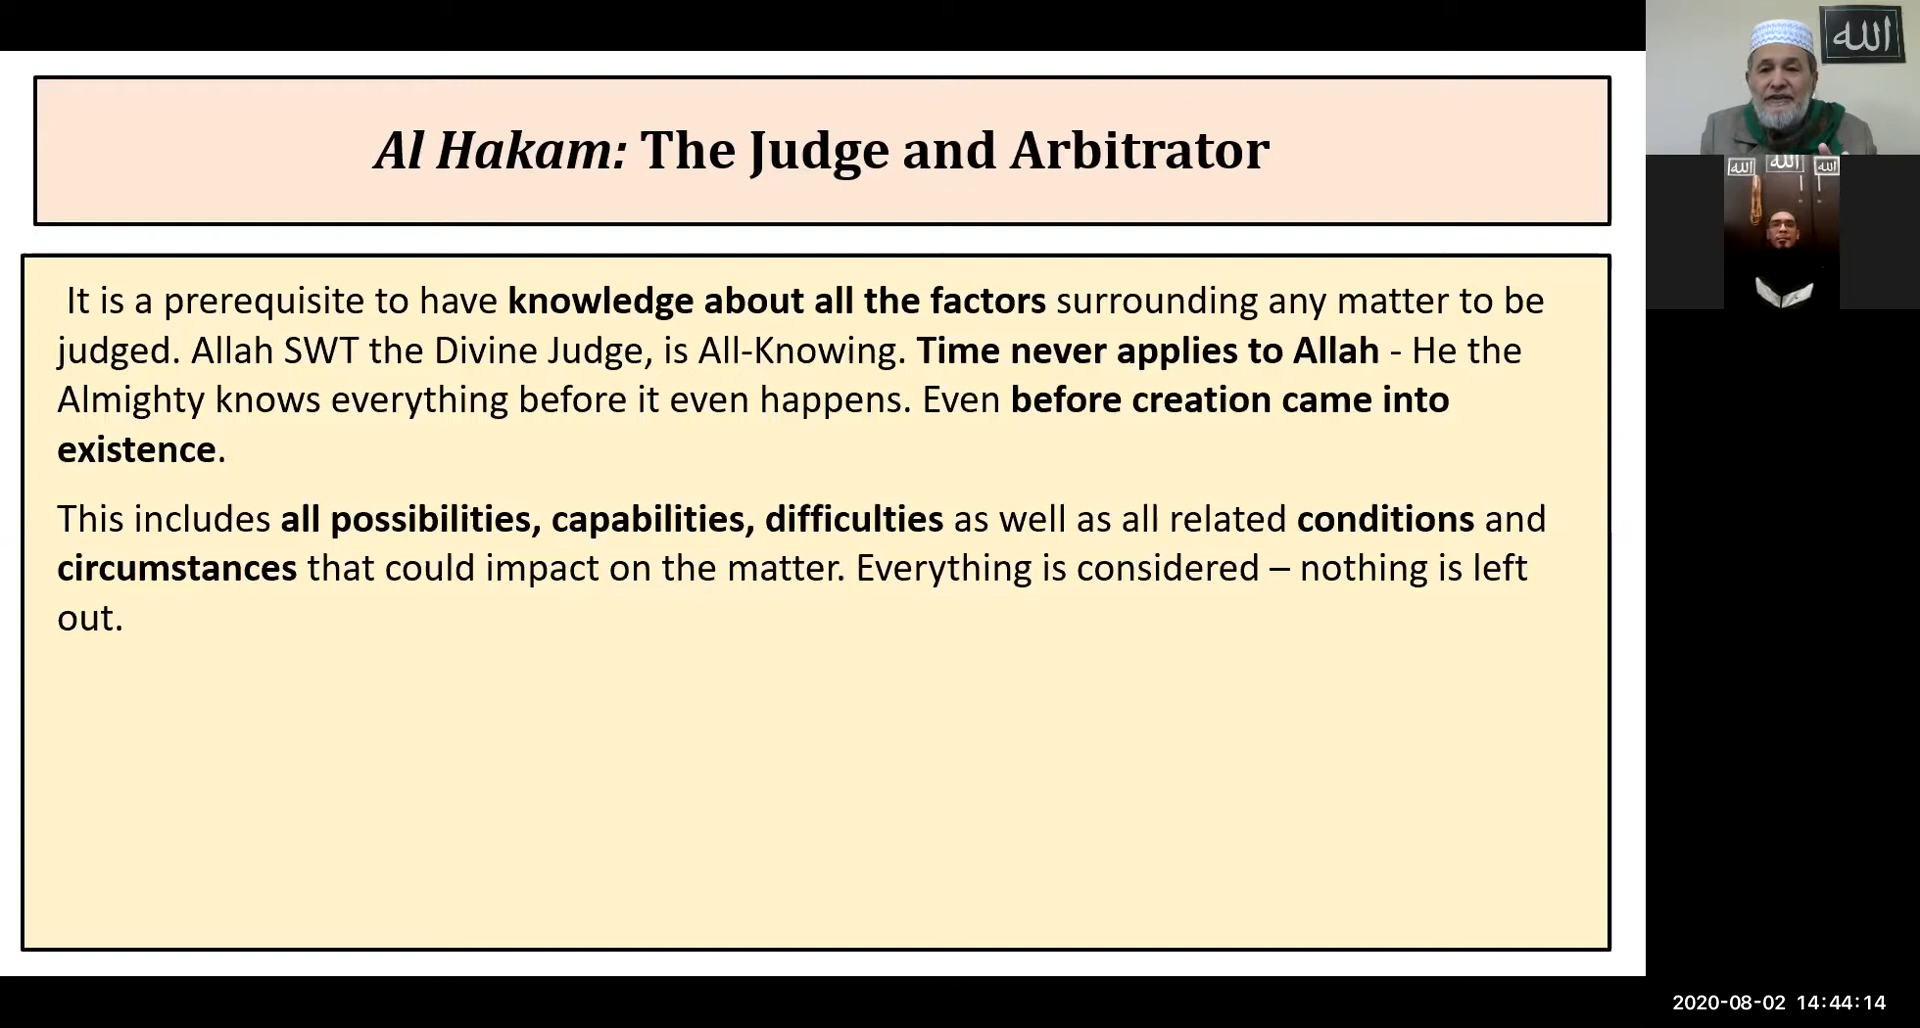 Al Hakam: The Judge and Arbitrator
It is a prerequisite to have knowledge about all the factors surrounding any matter to be
judged. Allah SWT the Divine Judge, is All-Knowing. Time never applies to Allah - He the
Almighty knows everything before it even happens. Even before creation came into
existence.
This includes all possibilities, capabilities, difficulties as well as all related conditions and
circumstances that could impact on the matter. Everything is considered – nothing is left
out.
الله
الله
الله
الله
2020-08-02 14:44:14